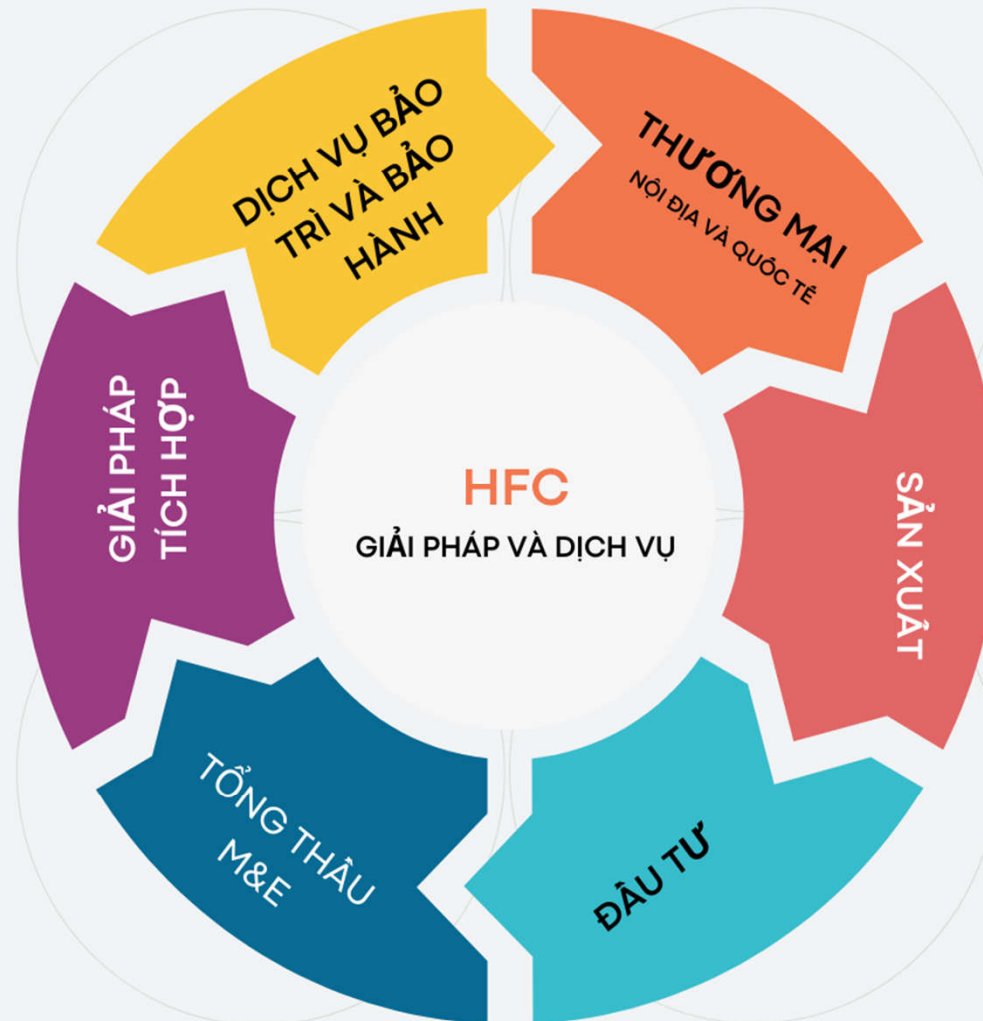 DỊCH VỤ BẢO
TRÌ VÀ BẢO
HÀNH
THƯƠNG MẠI
NỘI ĐỊA VÀ QUỐC TẾ
SẢN XUẤT
ĐẦU TƯ
TỔNG THẦU
M&E
GIẢI PHÁP
TÍCH HỢP
HFC
GIẢI PHÁP VÀ DỊCH VỤ